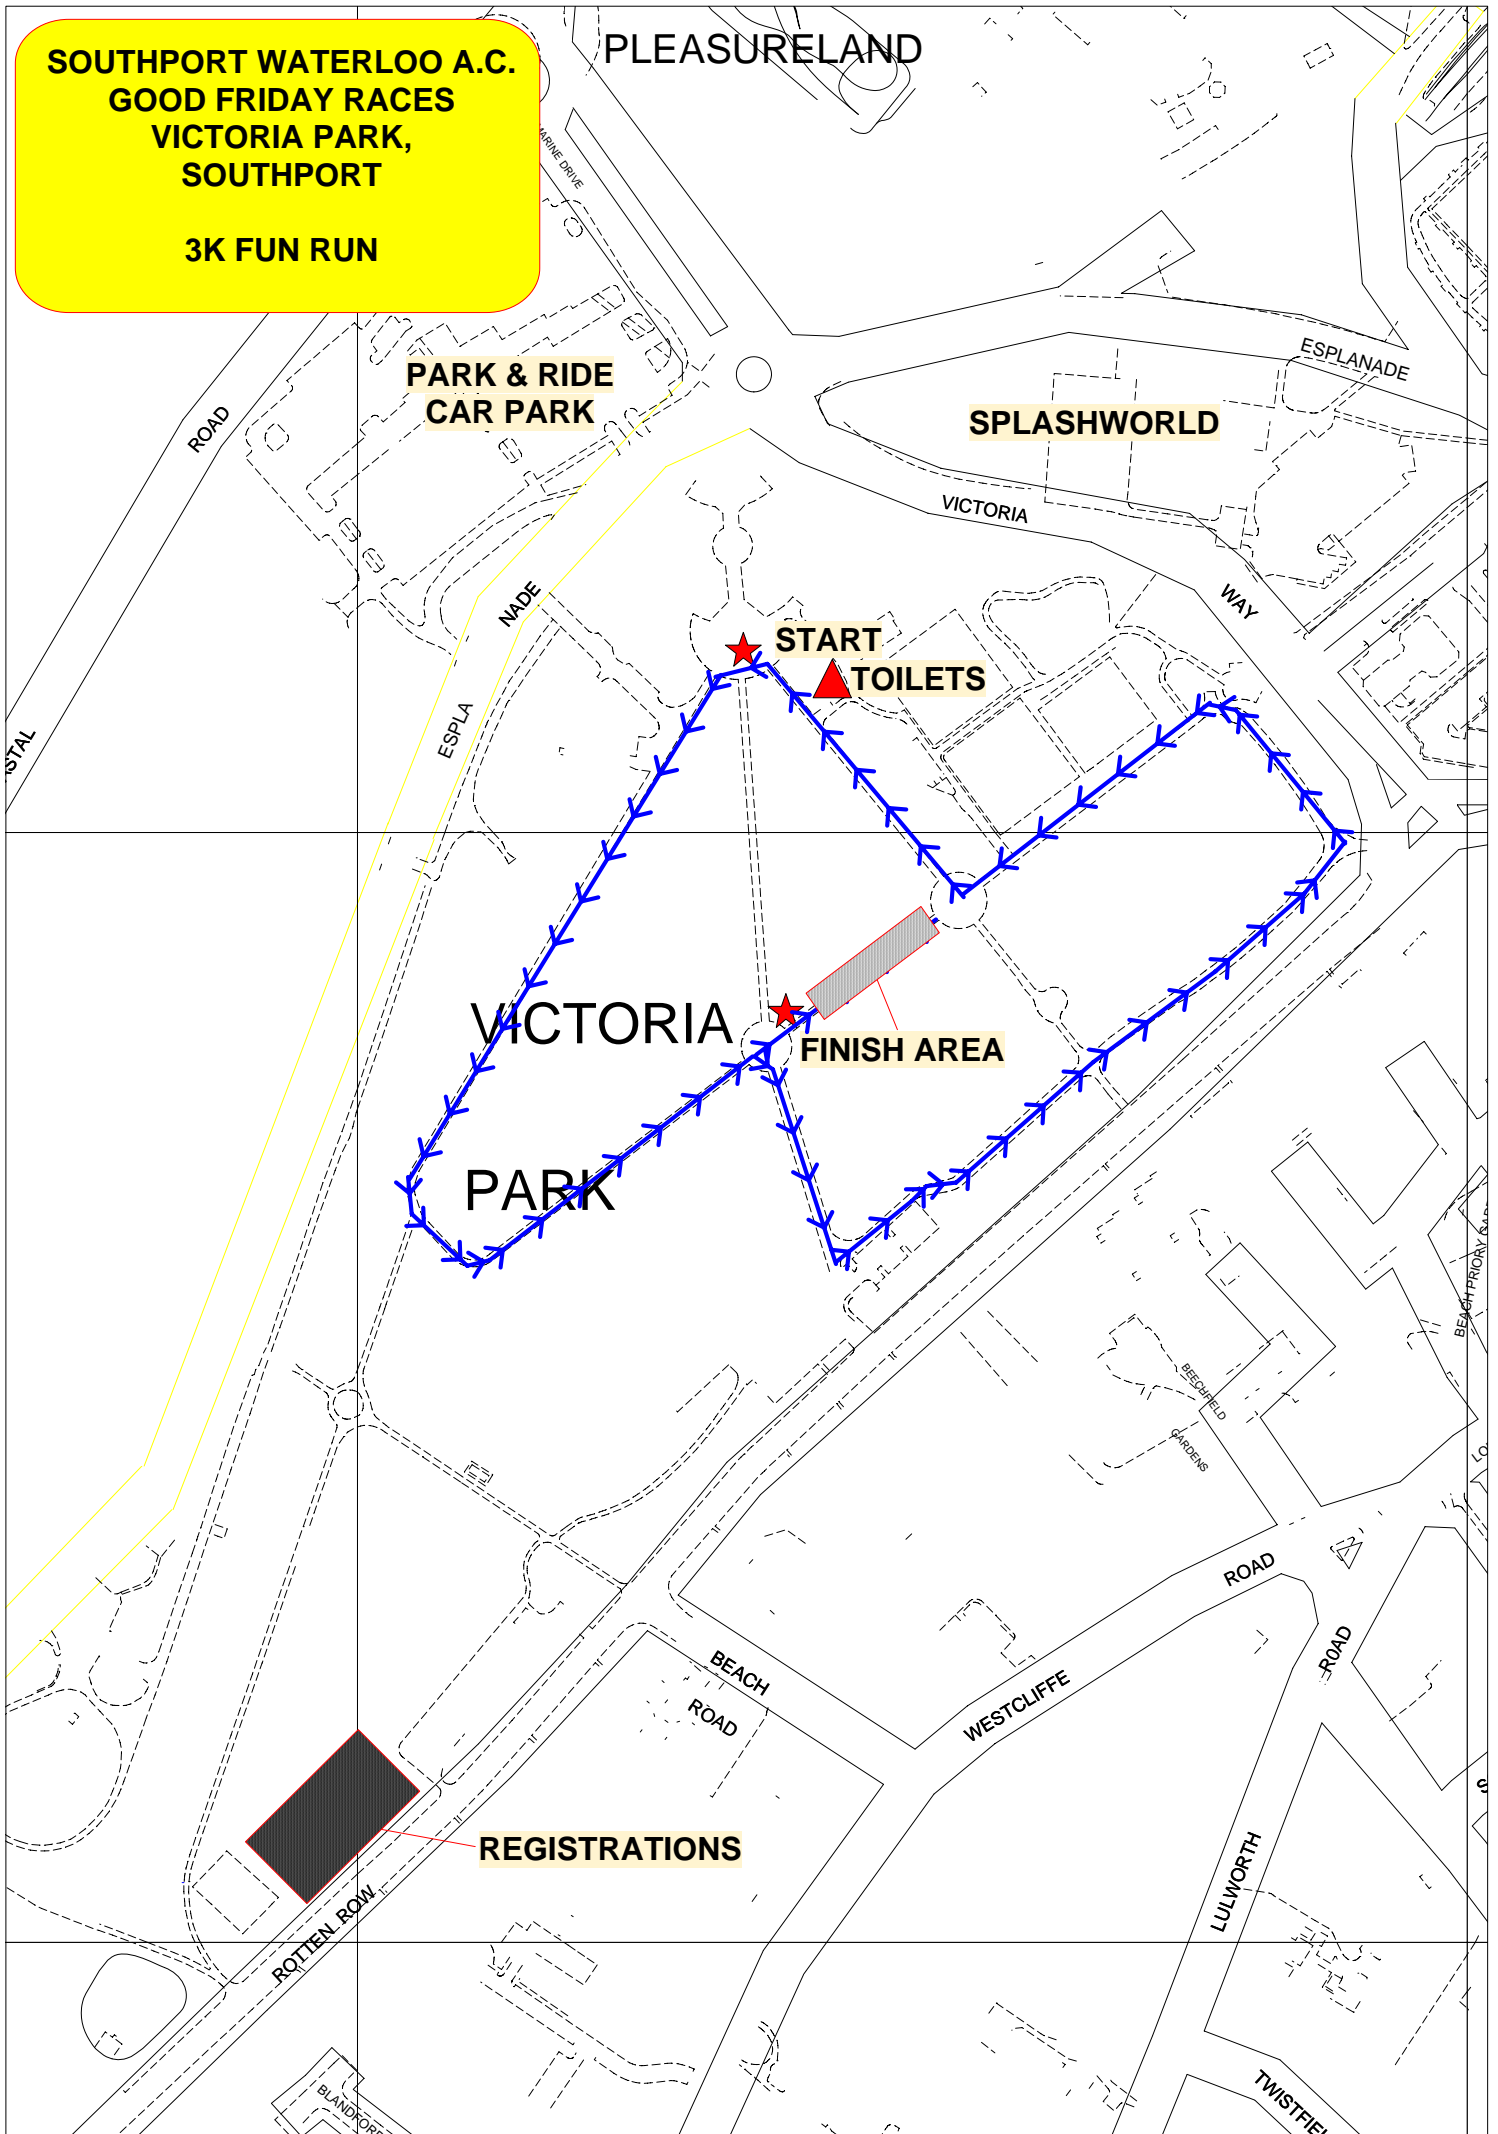 SOUTHPORT WATERLOO A.C.
GOOD FRIDAY RACES
VICTORIA PARK,
SOUTHPORT
3K FUN RUN
PLEASURELAND
MARINE DRIVE
PARK & RIDE
CAR PARK
ROAD
ESPLANADE
SPLASHWORLD
VICTORIA
WAY
NADE
ESPLA
START
TOILETS
VICTORIA
PARK
FINISH AREA
BEECHFIELD
GARDENS
ROAD
ROAD
BEACH
ROAD
WESTCLIFFE
REGISTRATIONS
LULWORTH
ROTTEN ROW